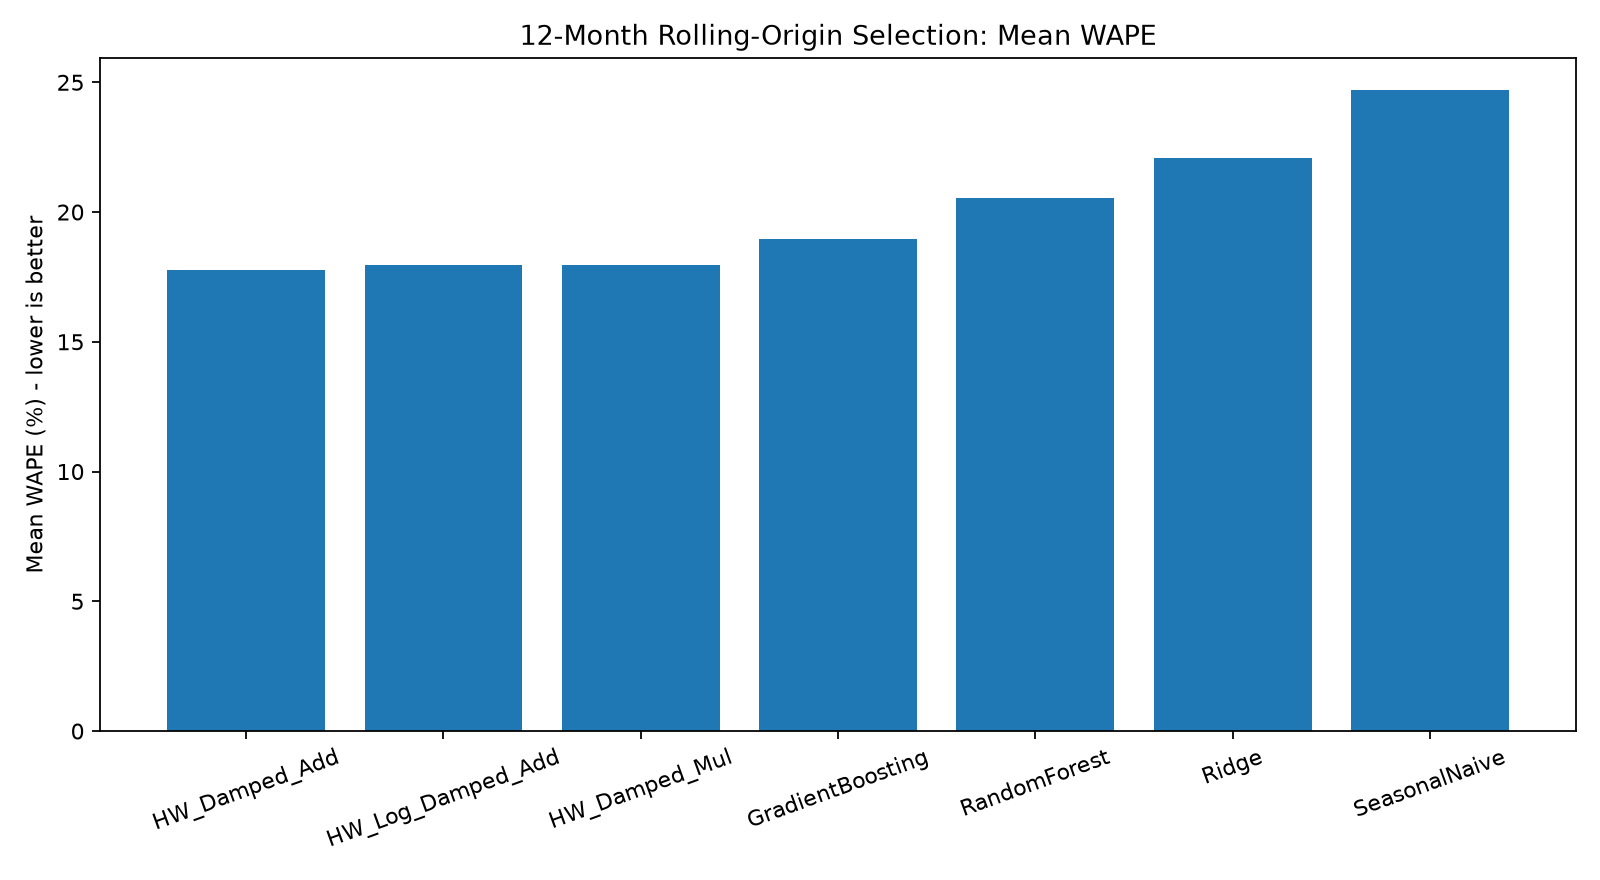 12-Month Rolling-Origin Selection: Mean WAPE
Mean WAPE (%) - lower is better
25
20
15
10
5
0
HW_Damped_Add
HW_Log_Damped_Add
HW_Damped_Mul
GradientBoosting
RandomForest
Ridge
SeasonalNaive